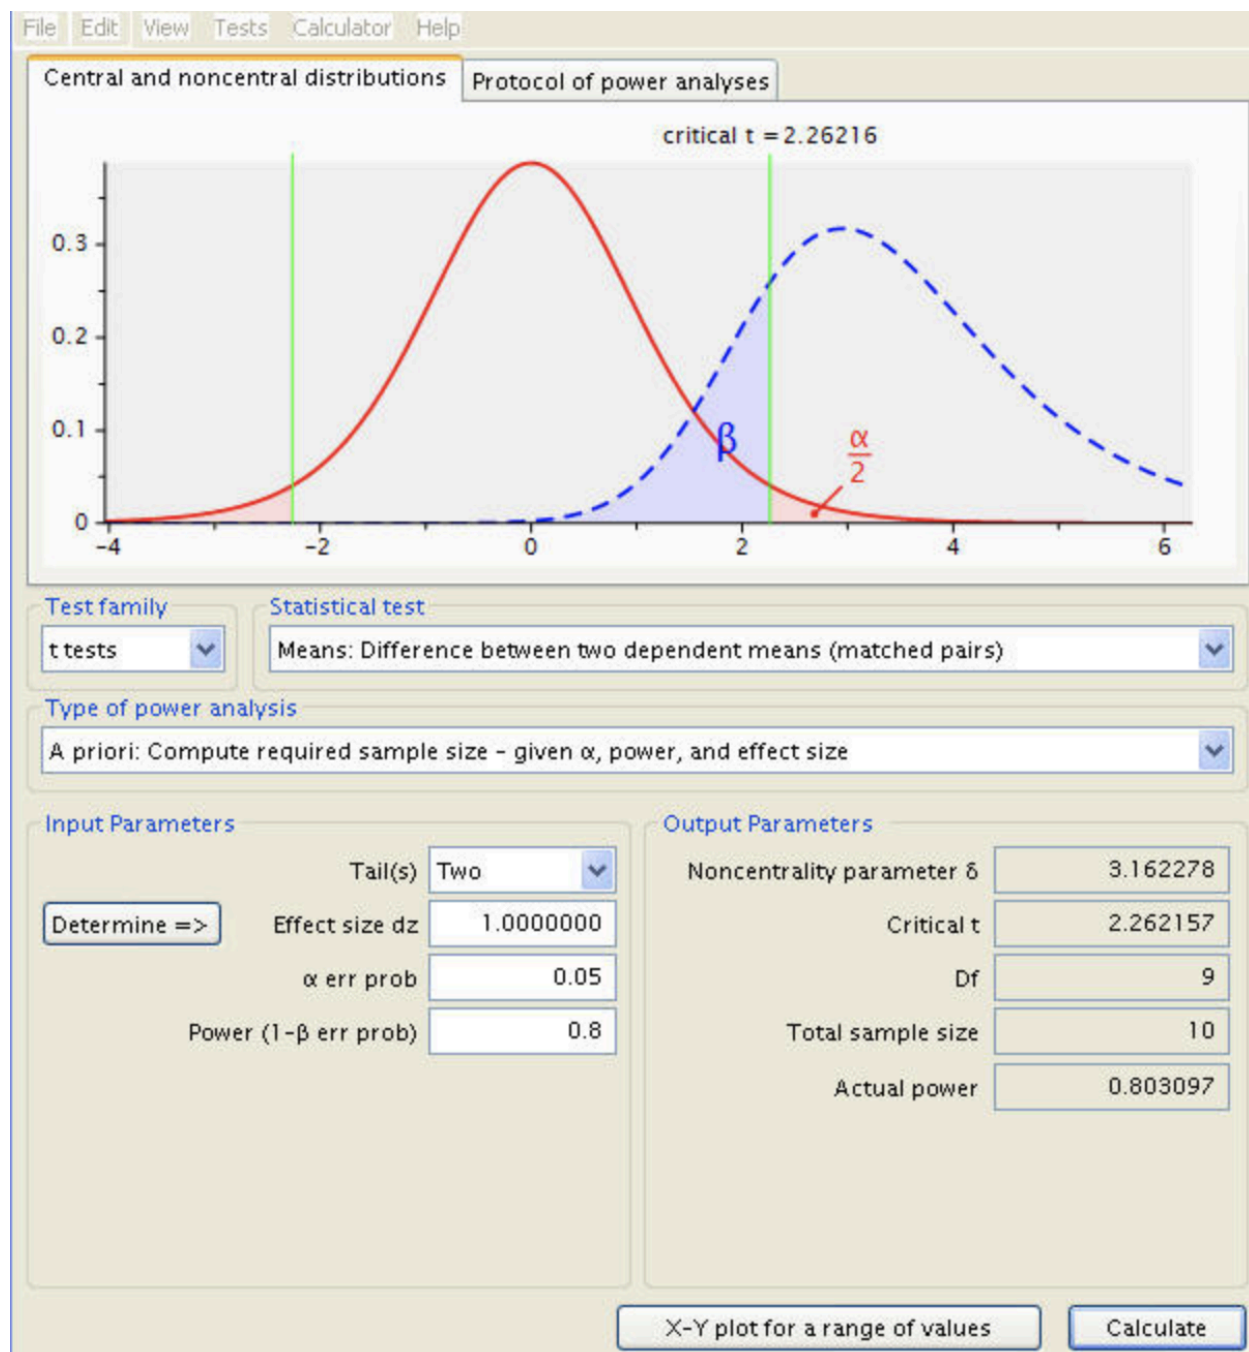 File Edit View Tests Calculator Help
Central and noncentral distributions Protocol of power analyses
critical t = 2.26216
0.3
0.2
0.1
0
β
α
2
-4 -2 0 2 4 6
Test family Statistical test
t tests Means: Difference between two dependent means (matched pairs)
Type of power analysis
A priori: Compute required sample size - given α, power, and effect size
Input Parameters Output Parameters
Tail(s) Two Noncentrality parameter δ 3.162278
Determine => Effect size dz 1.0000000 Critical t 2.262157
α err prob 0.05 Df 9
Power (1-β err prob) 0.8 Total sample size 10
Actual power 0.803097
X-Y plot for a range of values Calculate